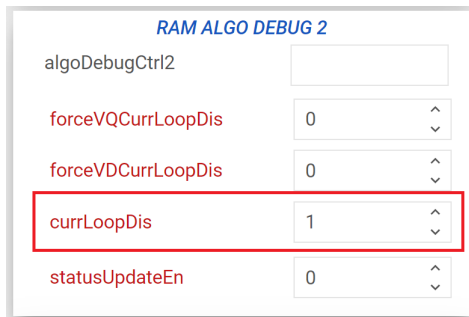 RAM ALGO DEBUG 2
algoDebugCtrl2
forceVQCurrLoopDis 0
forceVDCurrLoopDis 0
currLoopDis 1
statusUpdateEn 0